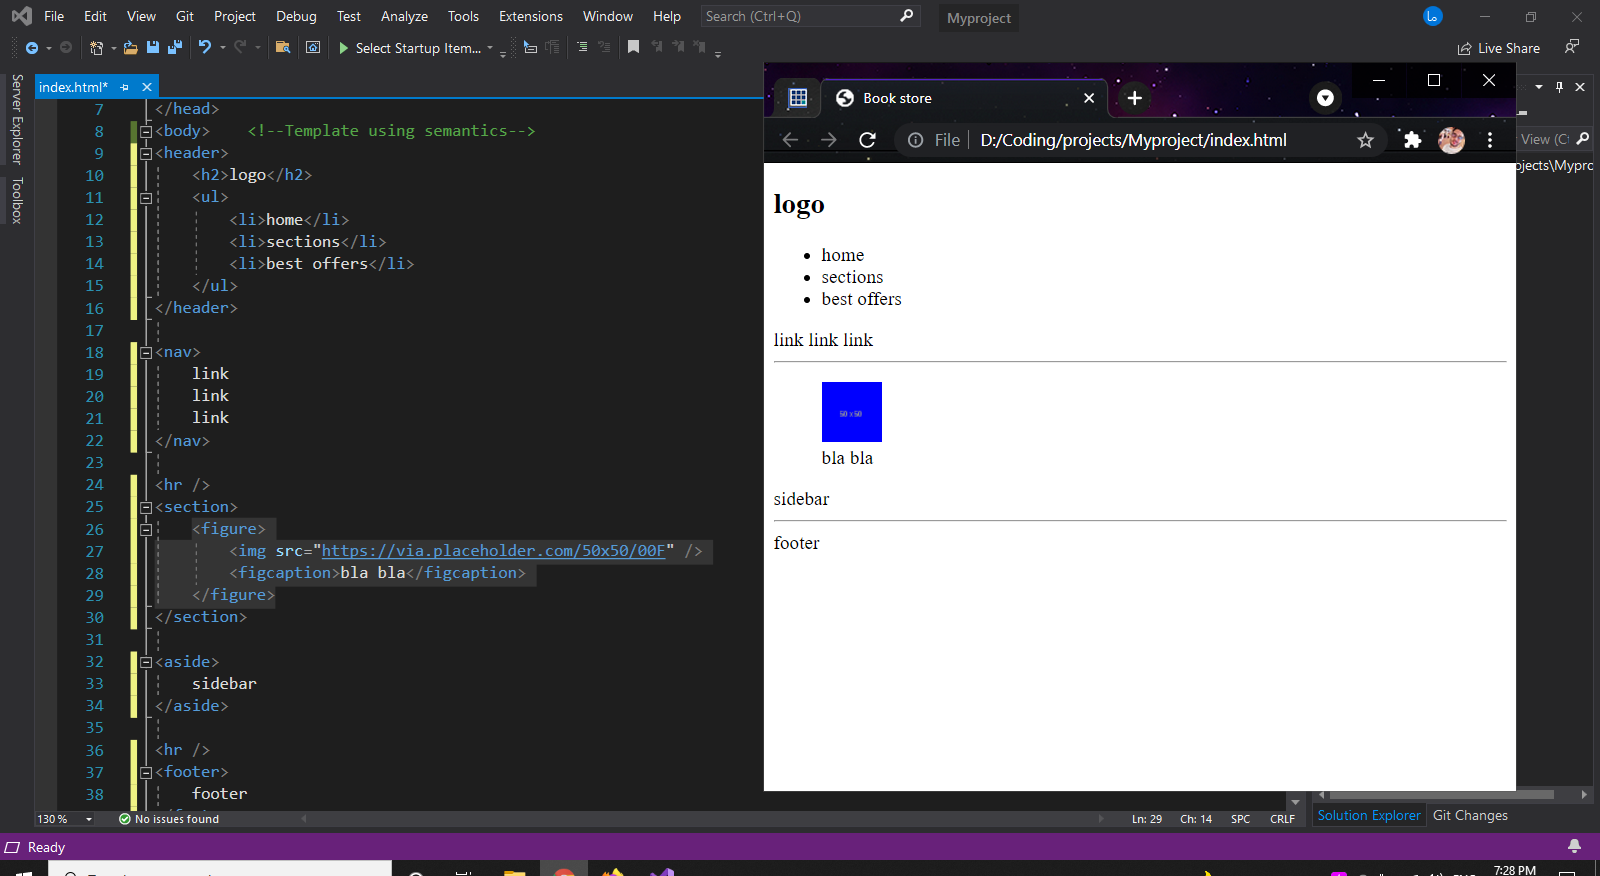 File Edit View Git Project Debug Test Analyze Tools Extensions Window Help Search (Ctrl+Q) Myproject
Select Startup Item... Live Share
Server Explorer
Toolbox
index.html*
7 </head>
8 <body> <!--Template using semantics-->
9 <header>
10 <h2>logo</h2>
11 <ul>
12 <li>home</li>
13 <li>sections</li>
14 <li>best offers</li>
15 </ul>
16 </header>
17
18 <nav>
19 link
20 link
21 link
22 </nav>
23
24 <hr />
25 <section>
26 <figure>
27 <img src="https://via.placeholder.com/50x50/00F" />
28 <figcaption>bla bla</figcaption>
29 </figure>
30 </section>
31
32 <aside>
33 sidebar
34 </aside>
35
36 <hr />
37 <footer>
38 footer
130 % No issues found Ln: 29 Ch: 14 SPC CRLF
Book store
File D:/Coding/projects/Myproject/index.html
logo
home
sections
best offers
link link link
50 x 50
bla bla
sidebar
footer
View (Ct
ojects\Mypro
Solution Explorer Git Changes
Ready
7:28 PM